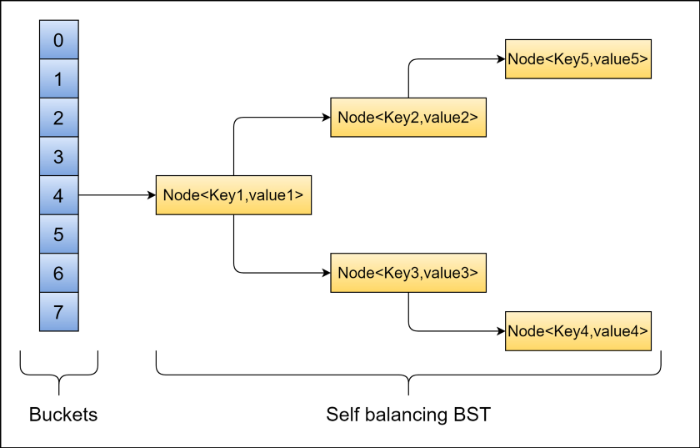 0
1
2
3
4
5
6
7
Node<Key1,value1>
Node<Key2,value2>
Node<Key5,value5>
Node<Key3,value3>
Node<Key4,value4>
Buckets
Self balancing BST